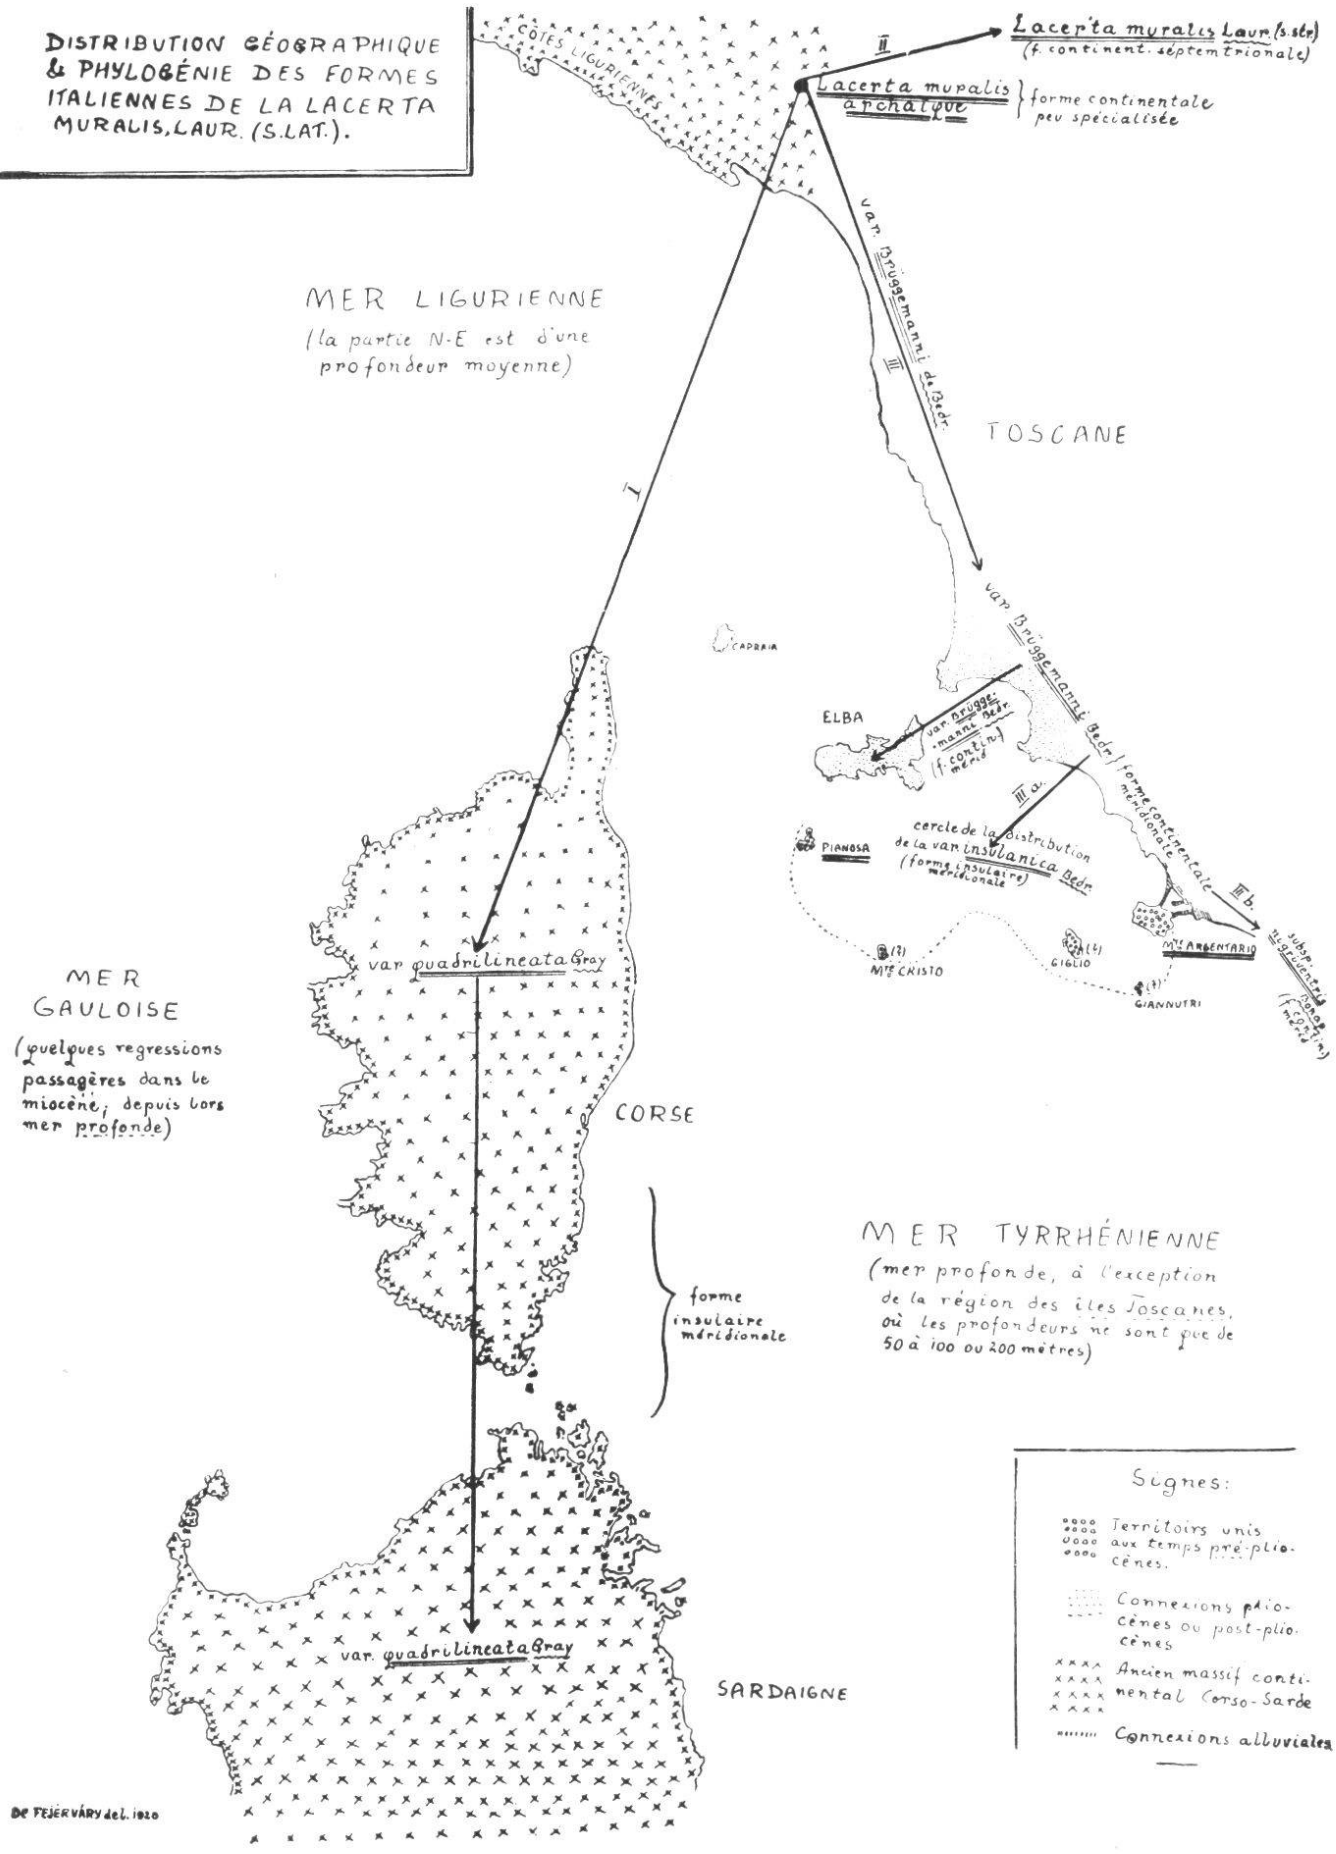 DISTRIBUTION GÉOGRAPHIQUE
& PHYLOGÉNIE DES FORMES
ITALIENNES DE LA LACERTA
MURALIS, LAUR. (S.LAT.).
CÔTES LIGURIENNES
II
Lacerta muralis Laur. (s.str)
(f. continent. septemtrionale)
Lacerta muralis
archaïque
forme continentale
peu spécialisée
var. Brüggemanni de Bedr.
III
MER LIGURIENNE
(la partie N-E est d'une
profondeur moyenne)
TOSCANE
I
CAPRAIA
var. Brüggemanni Bedr. (forme continentale
méridionale
ELBA
var. Brügge-
manni Bedr.
(f. contin.)
mérid
III a.
cercle de la distribution
de la var. insulanica Bedr.
(forme insulaire)
méridionale
PIANOSA
III b.
subsp.
nigriventris
Bonap.
(f. contin.)
mérid
Mte ARGENTARIO
(?)
Mte CRISTO
(?)
GIGLIO
(?)
GIANNUTRI
var quadrilineata Gray
MER
GAULOISE
(quelques regressions
passagères dans le
miocène; depuis lors
mer profonde)
CORSE
forme
insulaire
méridionale
MER TYRRHÉNIENNE
(mer profonde, à l'exception
de la région des îles Toscanes,
où les profondeurs ne sont que de
50 à 100 ou 200 mètres)
var. quadrilineata Gray
SARDAIGNE
Signes:
Territoirs unis
aux temps pré-plio-
cènes.
Connexions plio-
cènes ou post-plio-
cènes
Ancien massif conti-
nental Corso-Sarde
Connexions alluviales
De FEJÉRVÁRY del. 1920